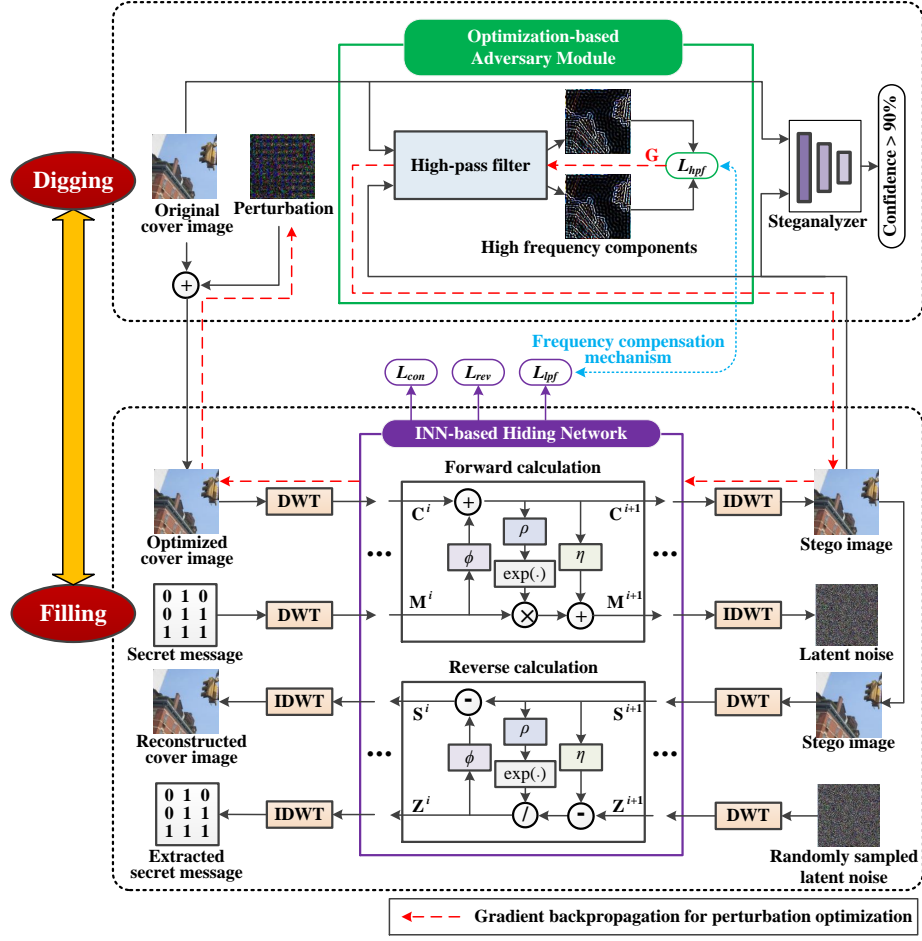 Optimization-based
Adversary Module
Digging
Original
cover image
Perturbation
High-pass filter
G
L_hpf
High frequency components
Steganalyzer
Confidence > 90%
+
Frequency compensation
mechanism
L_con
L_rev
L_lpf
INN-based Hiding Network
Forward calculation
Optimized
cover image
DWT
C^i
+
ρ
ϕ
exp(.)
η
C^{i+1}
IDWT
Stego image
...
...
Filling
0 1 0
0 1 1
1 1 1
Secret message
DWT
M^i
×
+
M^{i+1}
IDWT
Latent noise
Reverse calculation
Reconstructed
cover image
IDWT
S^i
-
ρ
ϕ
exp(.)
η
S^{i+1}
DWT
Stego image
...
...
0 1 0
0 1 1
1 1 1
Extracted
secret message
IDWT
Z^i
/
-
Z^{i+1}
DWT
Randomly sampled
latent noise
Gradient backpropagation for perturbation optimization